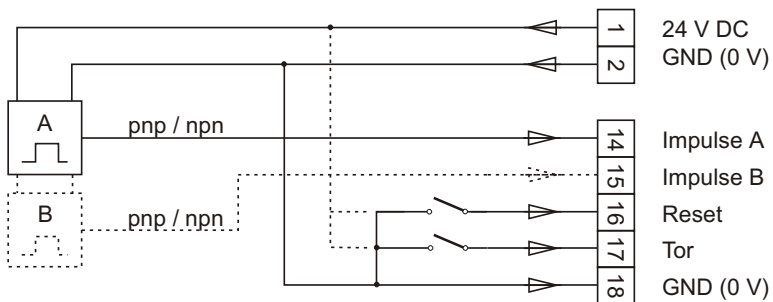 1 24 V DC
2 GND (0 V)
A
pnp / npn
14 Impulse A
15 Impulse B
B
pnp / npn
16 Reset
17 Tor
18 GND (0 V)